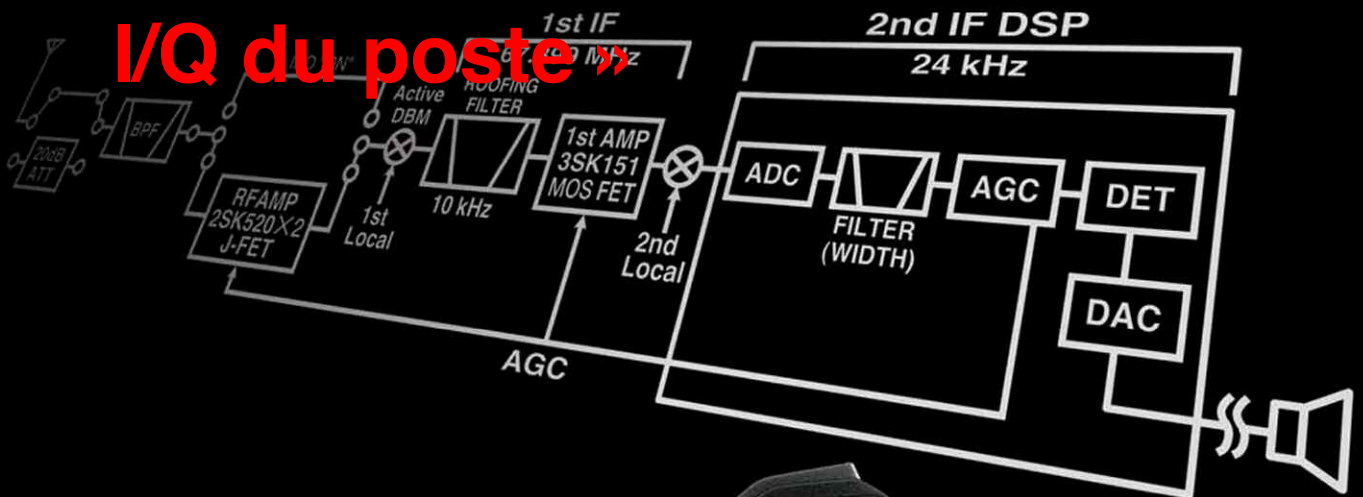 I/Q du poste »
1st IF
MHz
2nd IF DSP
24 kHz
Active
DBM
ROOFING
FILTER
BPF
20dB
ATT
1st AMP
3SK151
MOS FET
ADC
AGC
DET
RFAMP
2SK520×2
J-FET
1st
Local
10 kHz
2nd
Local
FILTER
(WIDTH)
DAC
AGC